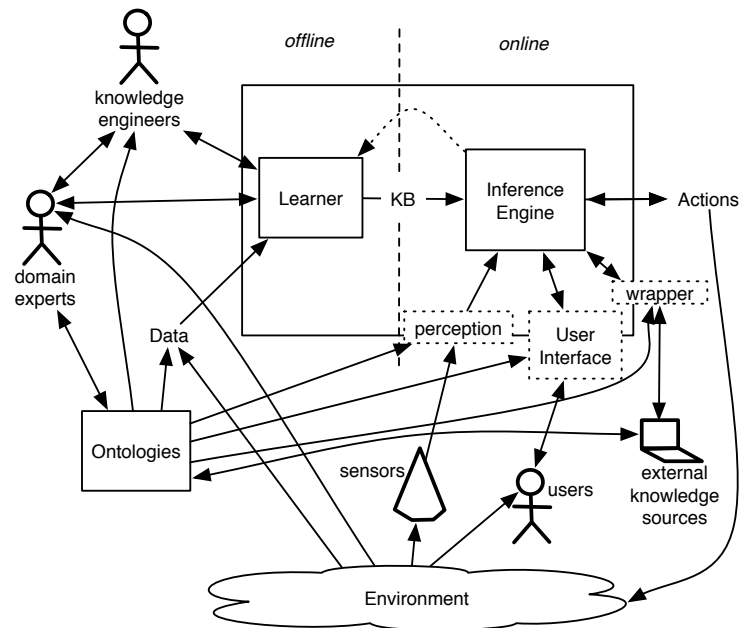 offline
online
knowledge
engineers
Learner
KB
Inference
Engine
Actions
domain
experts
wrapper
Data
perception
User
Interface
Ontologies
sensors
users
external
knowledge
sources
Environment